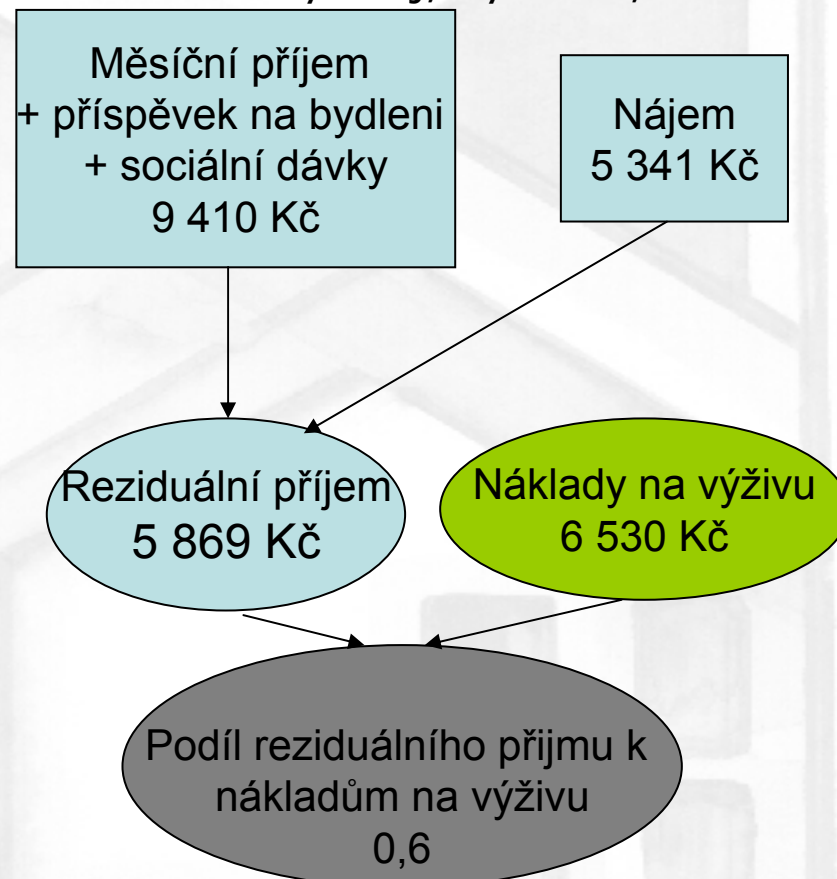 Měsíční příjem
+ příspěvek na bydleni
+ sociální dávky
9 410 Kč
Nájem
5 341 Kč
Reziduální příjem
5 869 Kč
Náklady na výživu
6 530 Kč
Podíl reziduálního přijmu k
nákladům na výživu
0,6